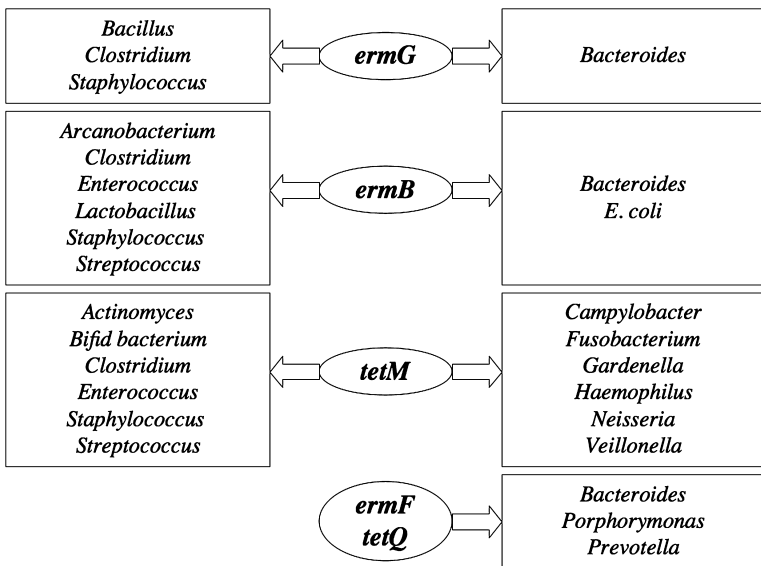 Bacillus
Clostridium
Staphylococcus
ermG
Bacteroides
Arcanobacterium
Clostridium
Enterococcus
Lactobacillus
Staphylococcus
Streptococcus
ermB
Bacteroides
E. coli
Actinomyces
Bifid bacterium
Clostridium
Enterococcus
Staphylococcus
Streptococcus
tetM
Campylobacter
Fusobacterium
Gardenella
Haemophilus
Neisseria
Veillonella
ermF
tetQ
Bacteroides
Porphorymonas
Prevotella